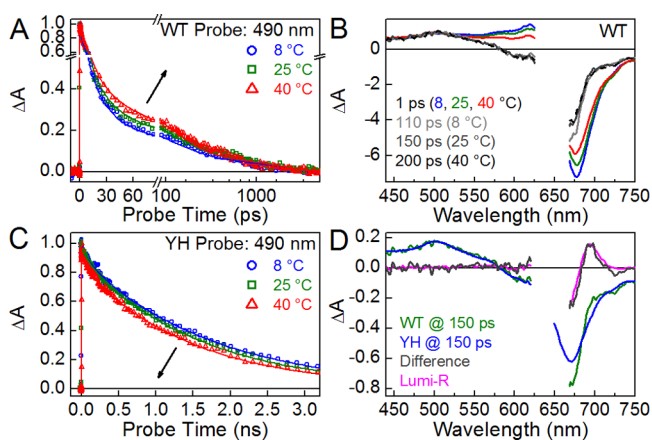 A
WT Probe: 490 nm
8 °C
25 °C
40 °C
1.0
0.8
0.6
0.4
0.2
0.0
ΔA
0 30 60 100 1000
Probe Time (ps)
B
WT
1 ps (8, 25, 40 °C)
110 ps (8 °C)
150 ps (25 °C)
200 ps (40 °C)
0
-2
-4
-6
ΔA
450 500 550 600 650 700 750
Wavelength (nm)
C
YH Probe: 490 nm
8 °C
25 °C
40 °C
1.0
0.8
0.6
0.4
0.2
0.0
ΔA
0.0 0.5 1.0 1.5 2.0 2.5 3.0
Probe Time (ns)
D
WT @ 150 ps
YH @ 150 ps
Difference
Lumi-R
0.2
0.0
-0.2
-0.4
-0.6
-0.8
ΔA
450 500 550 600 650 700 750
Wavelength (nm)